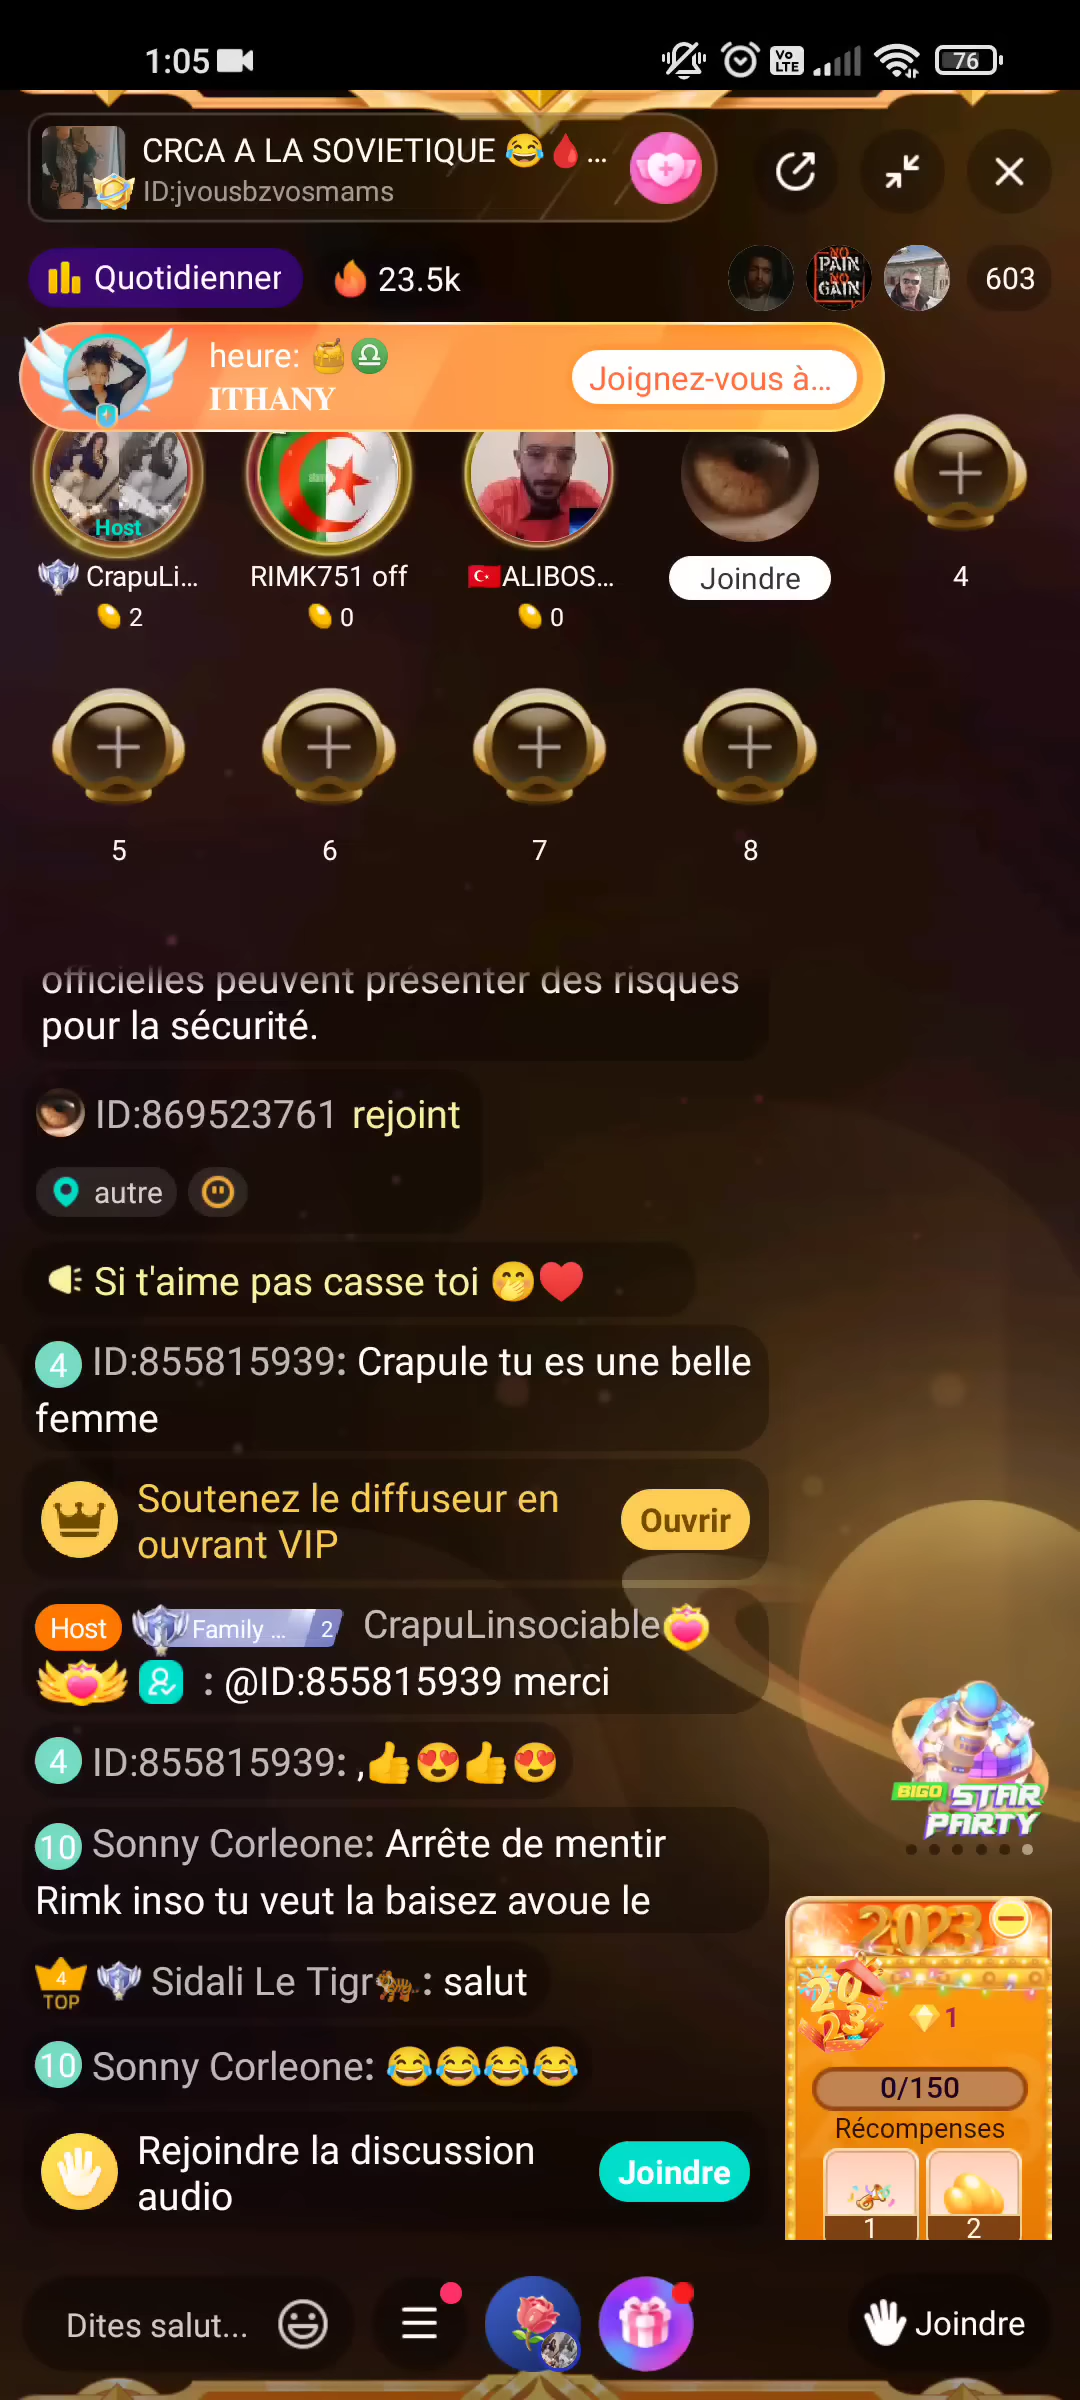 1:05
Vo
LTE
76
CRCA A LA SOVIETIQUE 😂🩸...
ID:jvousbzvosmams
Quotidienner
23.5k
NO
PAIN
NO
GAIN
603
heure: 🍯♎
ITHANY
Joignez-vous à...
Host
CrapuLi...
RIMK751 off
🇹🇷ALIBOS...
Joindre
4
2
0
0
5
6
7
8
officielles peuvent présenter des risques
pour la sécurité.
ID:869523761 rejoint
autre
Si t'aime pas casse toi 🤭♥️
4 ID:855815939: Crapule tu es une belle
femme
Soutenez le diffuseur en
ouvrant VIP
Ouvrir
Host Family ... 2 CrapuLinsociable
: @ID:855815939 merci
4 ID:855815939: ,👍😍👍😍
10 Sonny Corleone: Arrête de mentir
Rimk inso tu veut la baisez avoue le
4
TOP
Sidali Le Tigr🐅: salut
10 Sonny Corleone: 😂😂😂😂
Rejoindre la discussion
audio
Joindre
BIGO STAR
PARTY
2023
20
23
1
0/150
Récompenses
1
2
Dites salut...
Joindre